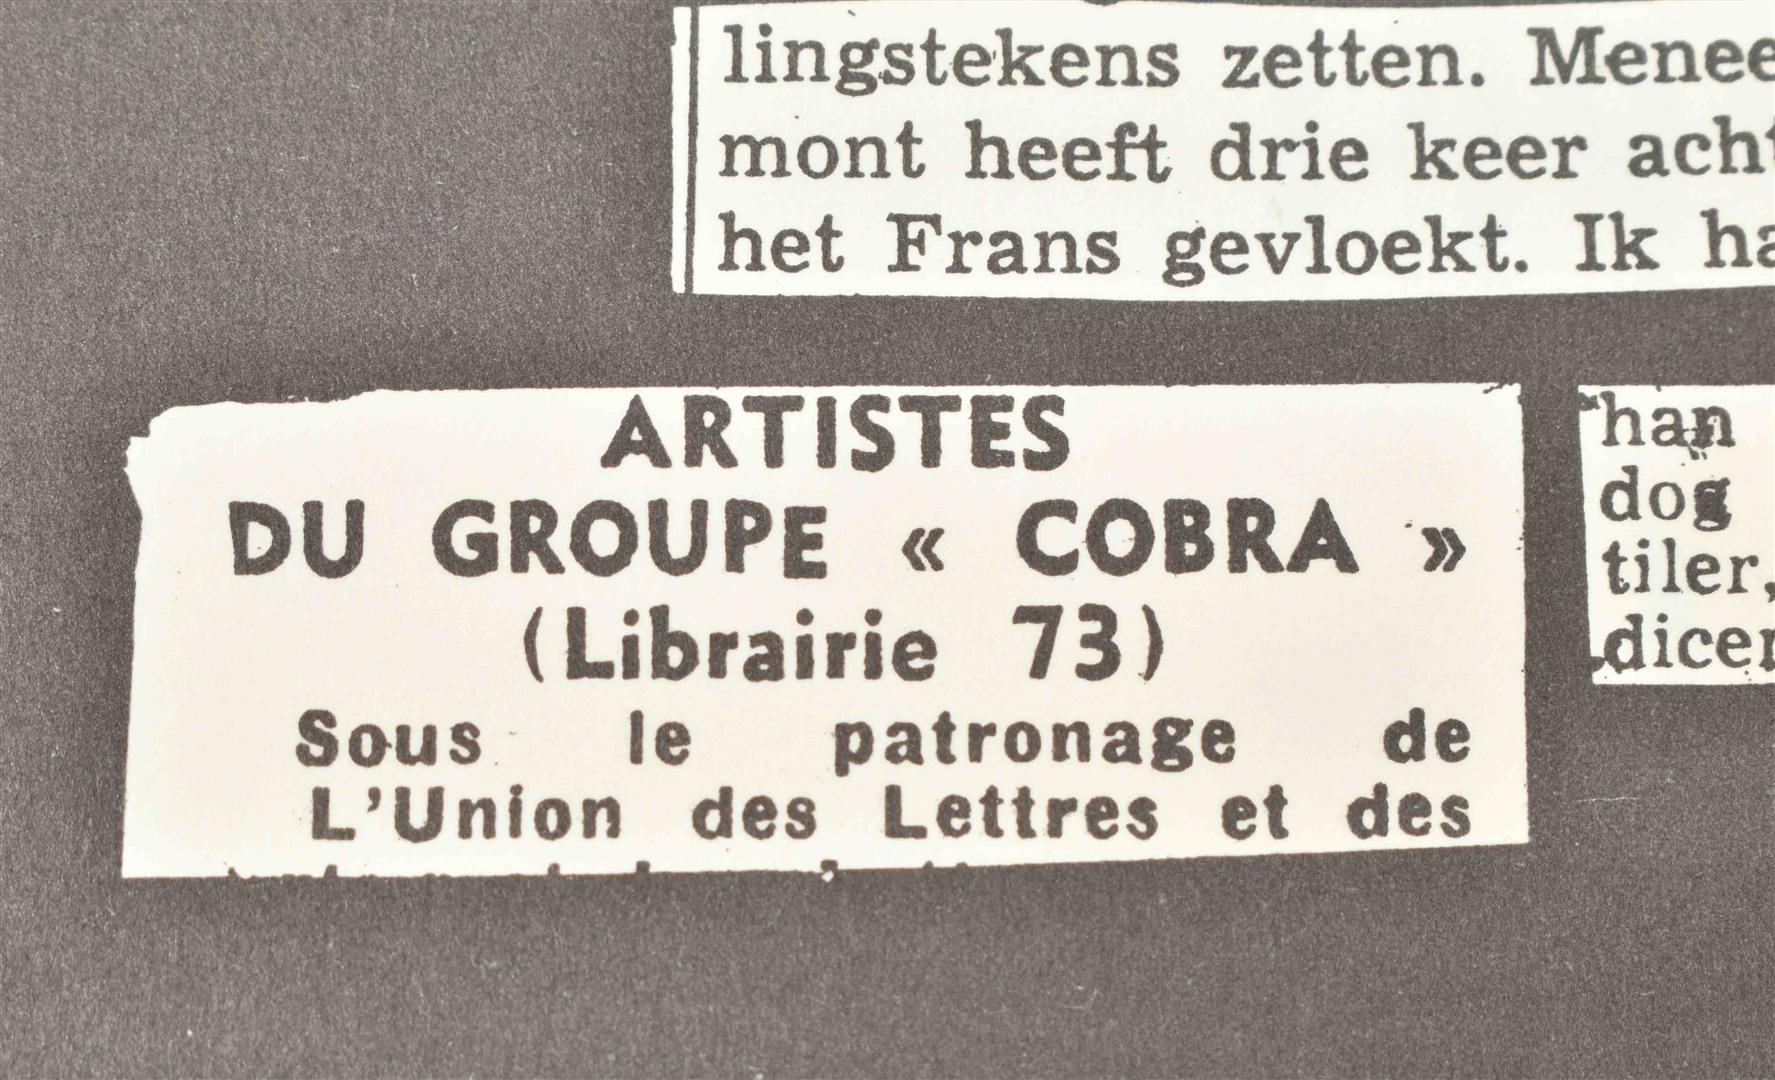 lingstekens zetten. Menee
mont heeft drie keer acht
het Frans gevloekt. Ik ha
ARTISTES
DU GROUPE « COBRA »
(Librairie 73)
Sous le patronage de
L'Union des Lettres et des
han
dog
tiler,
dicer